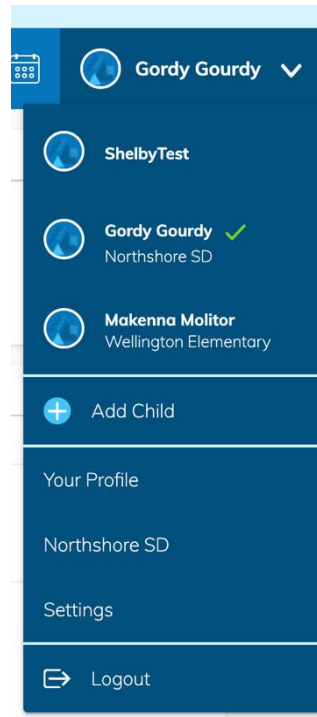 Gordy Gourdy
ShelbyTest
Gordy Gourdy
Northshore SD
Makenna Molitor
Wellington Elementary
Add Child
Your Profile
Northshore SD
Settings
Logout